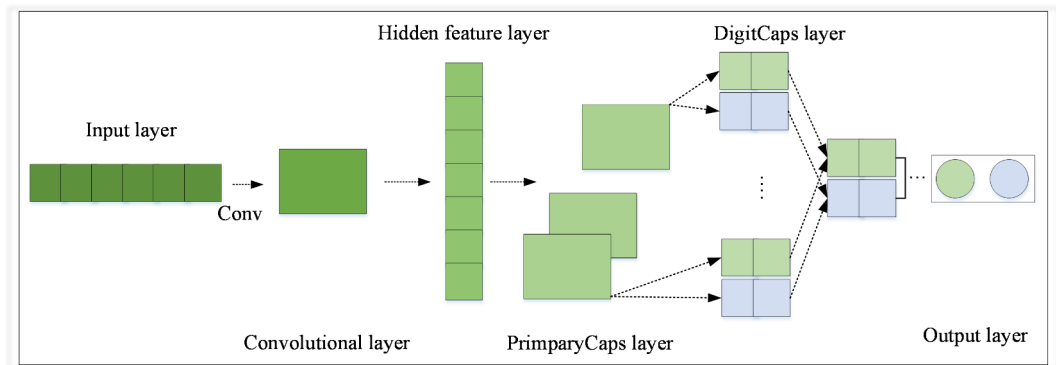 Hidden feature layer
DigitCaps layer
Input layer
Conv
Convolutional layer
PrimparyCaps layer
Output layer